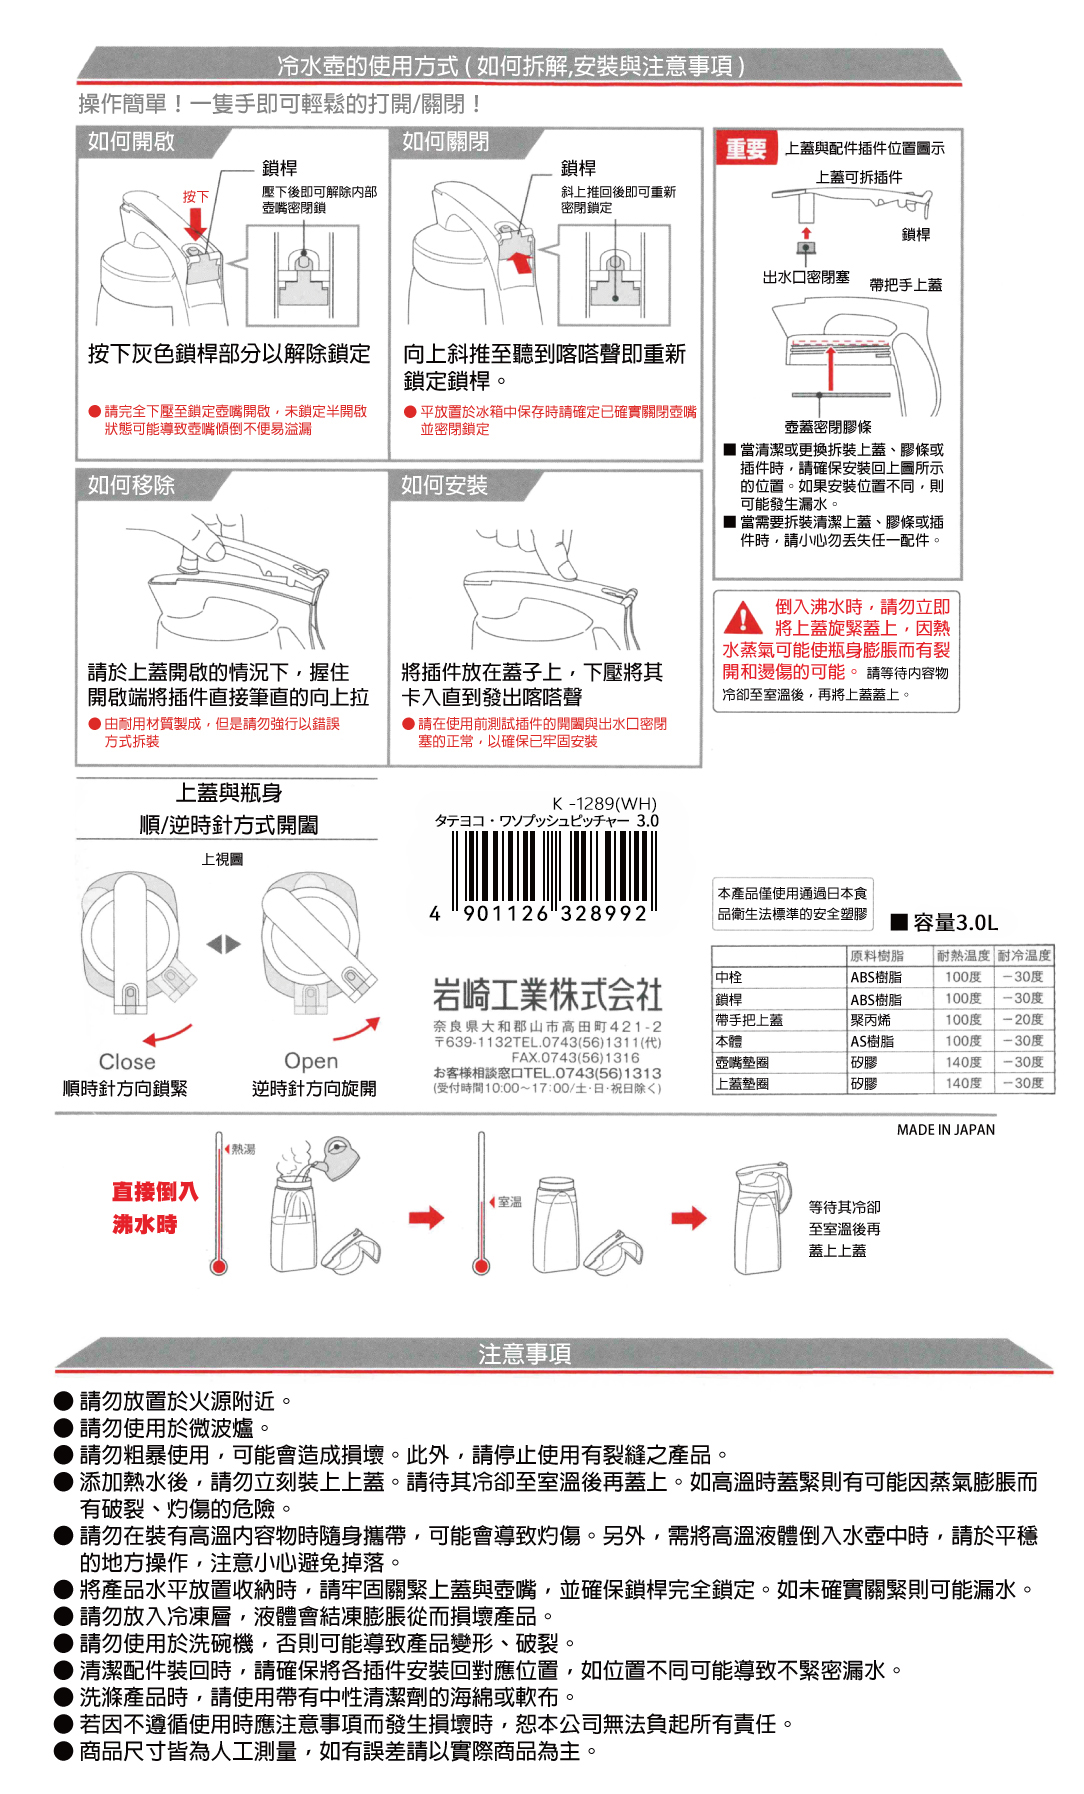 冷水壺的使用方式 ( 如何拆解,安裝與注意事項 )
操作簡單！一隻手即可輕鬆的打開/關閉！
如何開啟
鎖桿
壓下後即可解除內部
壺嘴密閉鎖
按下
按下灰色鎖桿部分以解除鎖定
● 請完全下壓至鎖定壺嘴開啟，未鎖定半開啟
狀態可能導致壺嘴傾倒不便易溢漏
如何關閉
鎖桿
斜上推回後即可重新
密閉鎖定
向上斜推至聽到喀嗒聲即重新
鎖定鎖桿。
● 平放置於冰箱中保存時請確定已確實關閉壺嘴
並密閉鎖定
如何移除
請於上蓋開啟的情況下，握住
開啟端將插件直接筆直的向上拉
● 由耐用材質製成，但是請勿強行以錯誤
方式拆裝
如何安裝
將插件放在蓋子上，下壓將其
卡入直到發出喀嗒聲
● 請在使用前測試插件的開闔與出水口密閉
塞的正常，以確保已牢固安裝
重要
上蓋與配件插件位置圖示
上蓋可拆插件
鎖桿
出水口密閉塞
帶把手上蓋
壺蓋密閉膠條
■ 當清潔或更換拆裝上蓋、膠條或
插件時，請確保安裝回上圖所示
的位置。如果安裝位置不同，則
可能發生漏水。
■ 當需要拆裝清潔上蓋、膠條或插
件時，請小心勿丟失任一配件。
倒入沸水時，請勿立即
將上蓋旋緊蓋上，因熱
水蒸氣可能使瓶身膨脹而有裂
開和燙傷的可能。 請等待內容物
冷卻至室溫後，再將上蓋蓋上。
上蓋與瓶身
順/逆時針方式開闔
上視圖
Close
順時針方向鎖緊
Open
逆時針方向旋開
K -1289(WH)
タテヨコ・ワンプッシュピッチャー 3.0
4 901126 328992
岩崎工業株式会社
奈良県大和郡山市高田町421-2
〒639-1132TEL.0743(56)1311(代)
FAX.0743(56)1316
お客様相談窓口TEL.0743(56)1313
(受付時間10:00～17:00/土･日･祝日除く)
本產品僅使用通過日本食
品衛生法標準的安全塑膠
■ 容量3.0L
原料樹脂 耐熱温度 耐冷温度
中栓 ABS樹脂 100度 －30度
鎖桿 ABS樹脂 100度 －30度
帶手把上蓋 聚丙烯 100度 －20度
本體 AS樹脂 100度 －30度
壺嘴墊圈 矽膠 140度 －30度
上蓋墊圈 矽膠 140度 －30度
MADE IN JAPAN
直接倒入
沸水時
熱湯
室温
等待其冷卻
至室溫後再
蓋上上蓋
注意事項
● 請勿放置於火源附近。
● 請勿使用於微波爐。
● 請勿粗暴使用，可能會造成損壞。此外，請停止使用有裂縫之產品。
● 添加熱水後，請勿立刻裝上上蓋。請待其冷卻至室溫後再蓋上。如高溫時蓋緊則有可能因蒸氣膨脹而
有破裂、灼傷的危險。
● 請勿在裝有高溫內容物時隨身攜帶，可能會導致灼傷。另外，需將高溫液體倒入水壺中時，請於平穩
的地方操作，注意小心避免掉落。
● 將產品水平放置收納時，請牢固關緊上蓋與壺嘴，並確保鎖桿完全鎖定。如未確實關緊則可能漏水。
● 請勿放入冷凍層，液體會結凍膨脹從而損壞產品。
● 請勿使用於洗碗機，否則可能導致產品變形、破裂。
● 清潔配件裝回時，請確保將各插件安裝回對應位置，如位置不同可能導致不緊密漏水。
● 洗滌產品時，請使用帶有中性清潔劑的海綿或軟布。
● 若因不遵循使用時應注意事項而發生損壞時，恕本公司無法負起所有責任。
● 商品尺寸皆為人工測量，如有誤差請以實際商品為主。